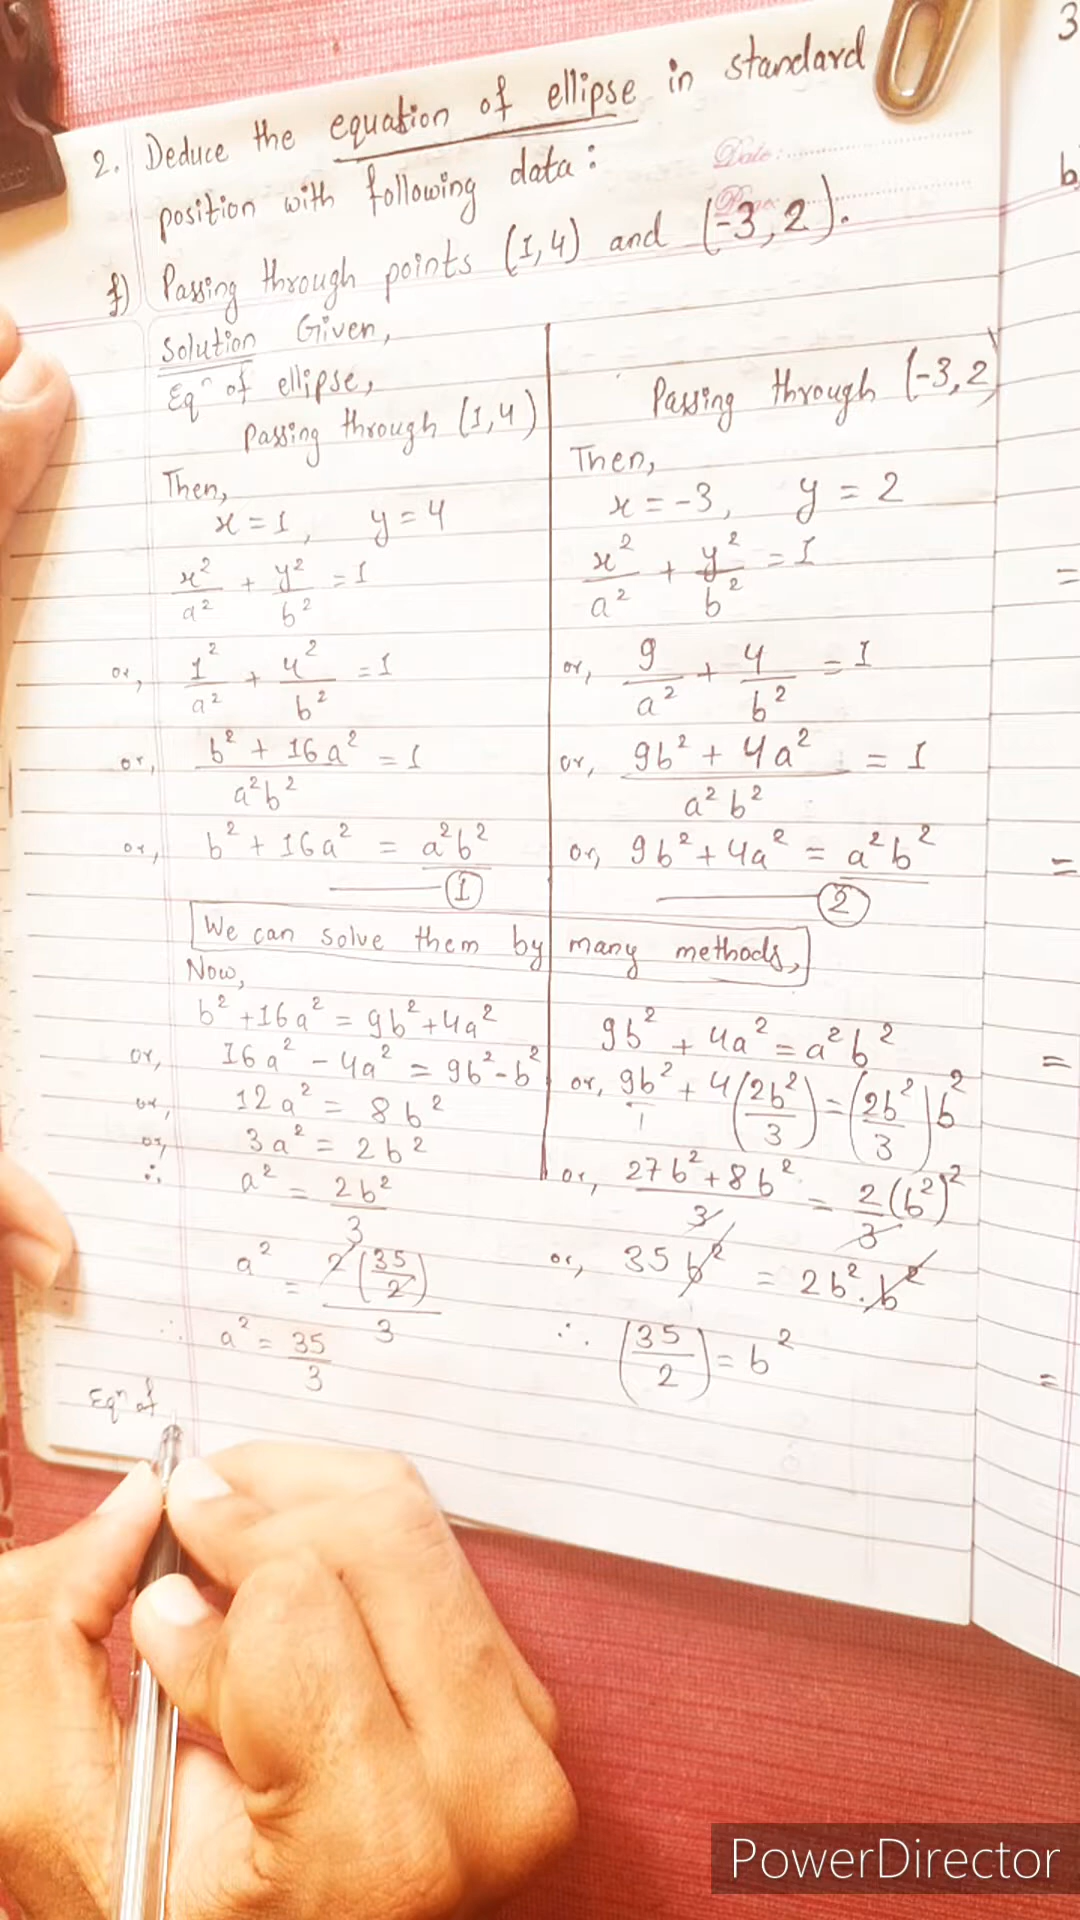 3
2. Deduce the equation of ellipse in standard
position with following data:
Date:
b
f) Passing through points (1,4) and (-3,2).
Solution Given,
Eqⁿ of ellipse,
passing through (1,4)
Then,
x = 1, y = 4
x²/a² + y²/b² = 1
or, 1²/a² + 4²/b² = 1
or, b² + 16a²/a²b² = 1
or, b² + 16a² = a²b²
①
Passing through (-3,2)
Then,
x = -3, y = 2
x²/a² + y²/b² = 1
or, 9/a² + 4/b² = 1
or, 9b² + 4a²/a²b² = 1
or, 9b² + 4a² = a²b²
②
We can solve them by many methods,
Now,
b² + 16a² = 9b² + 4a²
or, 16a² - 4a² = 9b² - b²
or, 12a² = 8b²
or, 3a² = 2b²
∴ a² = 2b²/3
a² = 2(35/2)/3
∴ a² = 35/3
Eqⁿ of
9b² + 4a² = a²b²
or, 9b²/1 + 4(2b²/3) = (2b²/3)b²
or, 27b² + 8b²/3 = 2(b²)²/3
or, 35b² = 2b².b²
∴ (35/2) = b²
=
=
=
=
PowerDirector